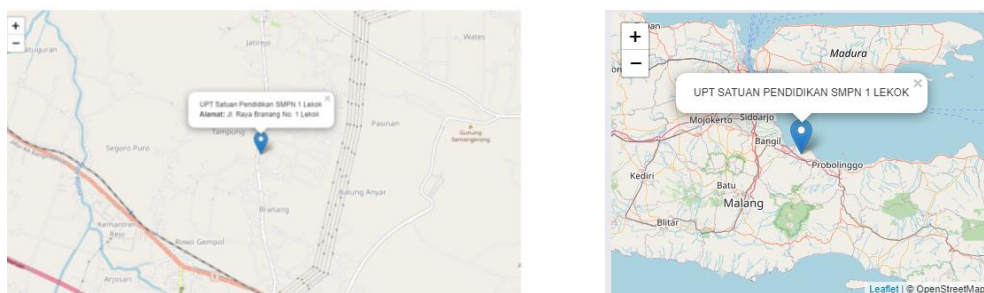 +
−
Jatirejo
Wates
UPT Satuan Pendidikan SMPN 1 Lekok ×
Alamat: Jl. Raya Branang No. 1 Lekok
Tampung
Pasinan
Gunung
Semongkrong
Segoro Puro
Balung Anyar
Branang
Kemantren
Rejo
Rowo Gempol
Arjosari
+
−
Madura
UPT SATUAN PENDIDIKAN SMPN 1 LEKOK ×
Mojokerto
Sidoarjo
Bangil
Probolinggo
Kediri
Batu
Malang
Blitar
Leaflet | © OpenStreetMap